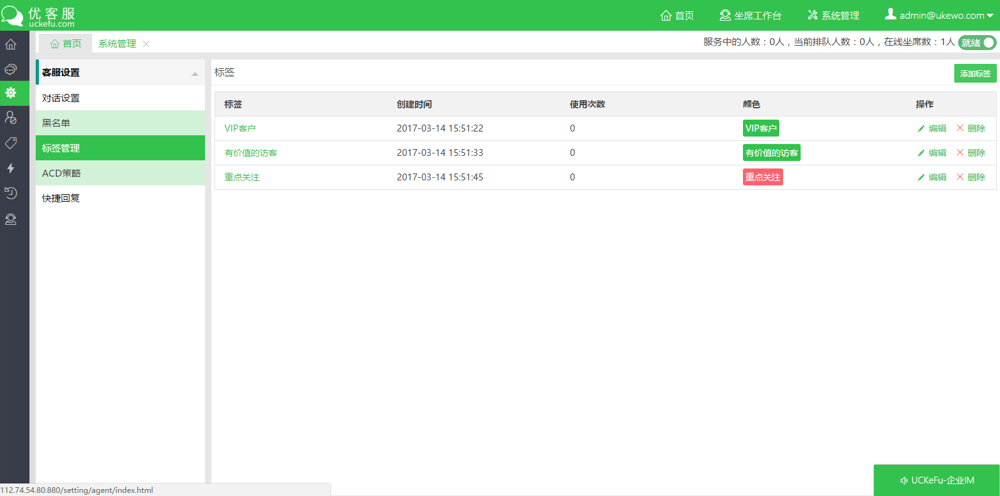 优客服
uckefu.com
首页 坐席工作台 系统管理 admin@ukewo.com
首页 系统管理 服务中的人数：0人，当前排队人数：0人，在线坐席数：1人 就绪
客服设置
对话设置
黑名单
标签管理
ACD策略
快捷回复
标签 添加标签
标签 创建时间 使用次数 颜色 操作
VIP客户 2017-03-14 15:51:22 0 VIP客户 编辑 删除
有价值的访客 2017-03-14 15:51:33 0 有价值的访客 编辑 删除
重点关注 2017-03-14 15:51:45 0 重点关注 编辑 删除
UCKeFu-企业IM
112.74.54.80:880/setting/agent/index.html